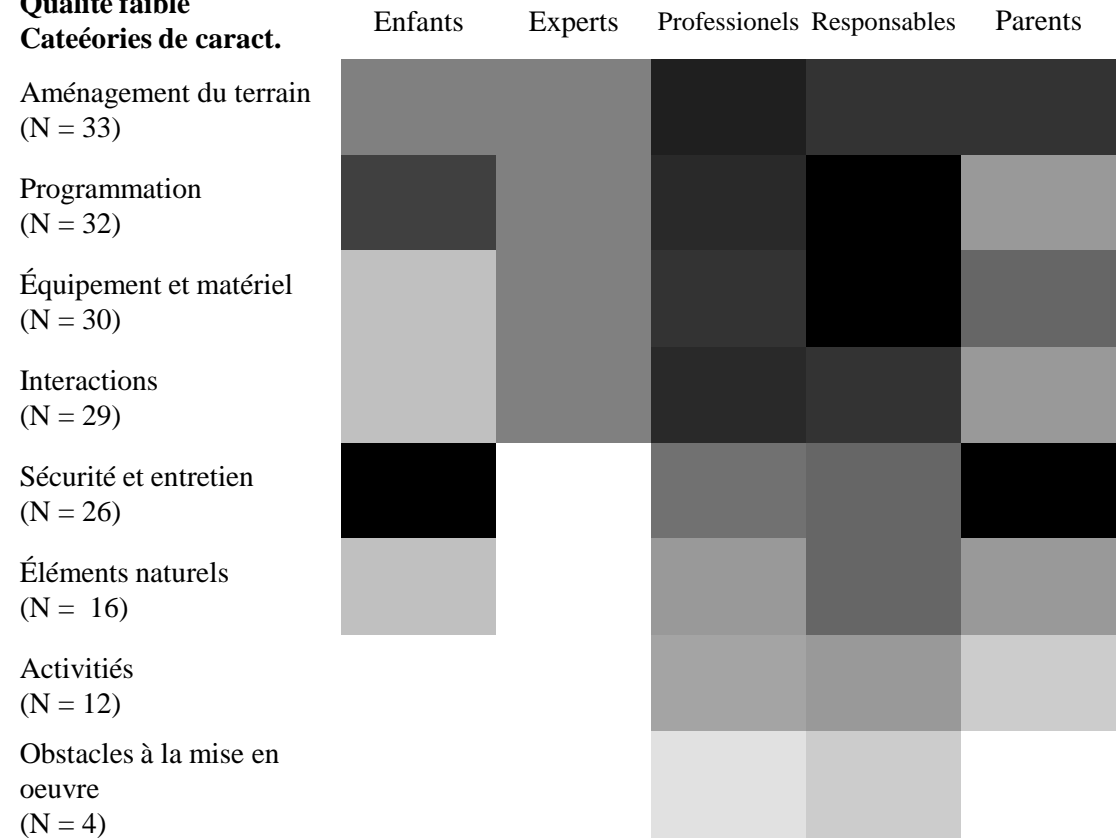 Qualité faible
Cateéories de caract.
Enfants Experts Professionels Responsables Parents
Aménagement du terrain
(N = 33)
Programmation
(N = 32)
Équipement et matériel
(N = 30)
Interactions
(N = 29)
Sécurité et entretien
(N = 26)
Éléments naturels
(N = 16)
Activitiés
(N = 12)
Obstacles à la mise en
oeuvre
(N = 4)